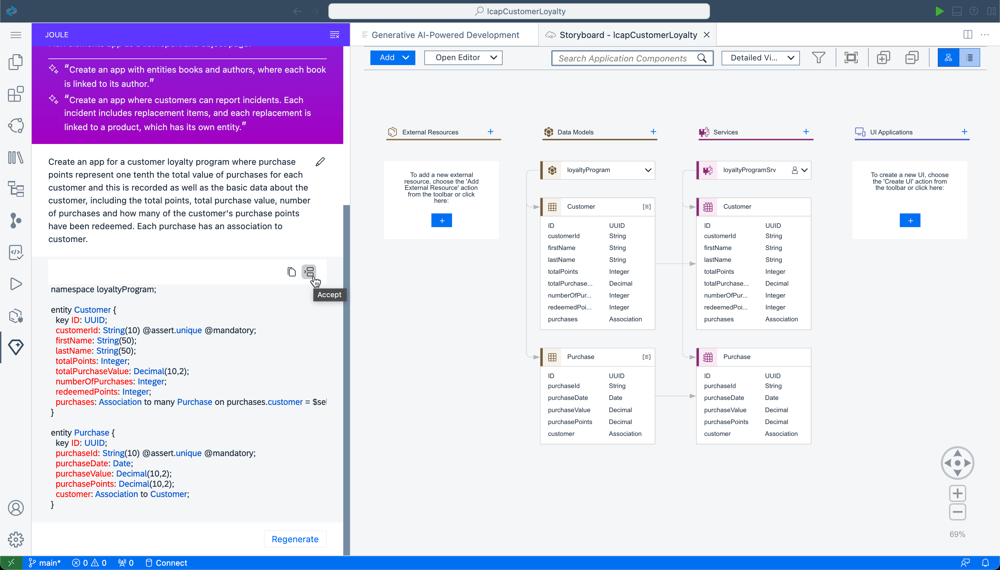 lcapCustomerLoyalty
JOULE
Generative AI-Powered Development
Storyboard - lcapCustomerLoyalty
Add
Open Editor
Search Application Components
Detailed Vi...
“Create an app with entities books and authors, where each book
is linked to its author.”
“Create an app where customers can report incidents. Each
incident includes replacement items, and each replacement is
linked to a product, which has its own entity.”
Create an app for a customer loyalty program where purchase
points represent one tenth the total value of purchases for each
customer and this is recorded as well as the basic data about the
customer, including the total points, total purchase value, number
of purchases and how many of the customer's purchase points
have been redeemed. Each purchase has an association to
customer.
Accept
namespace loyaltyProgram;
entity Customer {
key ID: UUID;
customerId: String(10) @assert.unique @mandatory;
firstName: String(50);
lastName: String(50);
totalPoints: Integer;
totalPurchaseValue: Decimal(10,2);
numberOfPurchases: Integer;
redeemedPoints: Integer;
purchases: Association to many Purchase on purchases.customer = $se
}
entity Purchase {
key ID: UUID;
purchaseId: String(10) @assert.unique @mandatory;
purchaseDate: Date;
purchaseValue: Decimal(10,2);
purchasePoints: Decimal(10,2);
customer: Association to Customer;
}
Regenerate
External Resources
To add a new external
resource, choose the 'Add
External Resource' action
from the toolbar or click
here:
Data Models
loyaltyProgram
Customer
ID UUID
customerId String
firstName String
lastName String
totalPoints Integer
totalPurchase... Decimal
numberOfPur... Integer
redeemedPoi... Integer
purchases Association
Purchase
ID UUID
purchaseId String
purchaseDate Date
purchaseValue Decimal
purchasePoints Decimal
customer Association
Services
loyaltyProgramSrv
Customer
ID UUID
customerId String
firstName String
lastName String
totalPoints Integer
totalPurchase... Decimal
numberOfPur... Integer
redeemedPoi... Integer
purchases Association
Purchase
ID UUID
purchaseId String
purchaseDate Date
purchaseValue Decimal
purchasePoints Decimal
customer Association
UI Applications
To create a new UI, choose
the 'Create UI' action from
the toolbar or click here:
69%
main* 0 0 0 Connect